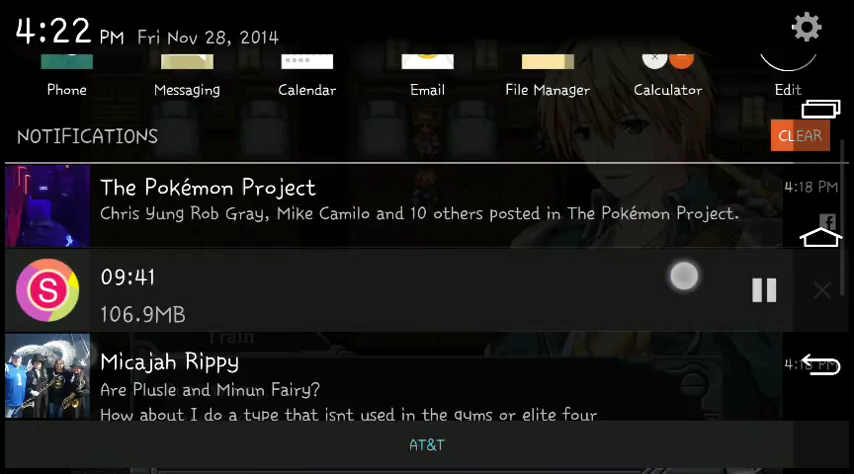 4:22 PM Fri Nov 28, 2014
Phone Messaging Calendar Email File Manager Calculator Edit
NOTIFICATIONS
CLEAR
The Pokémon Project
4:18 PM
Chris Yung Rob Gray, Mike Camilo and 10 others posted in The Pokémon Project.
S
09:41
106.9MB
Frain
Micajah Rippy
Are Plusle and Minun Fairy?
How about I do a type that isnt used in the gyms or elite four
AT&T